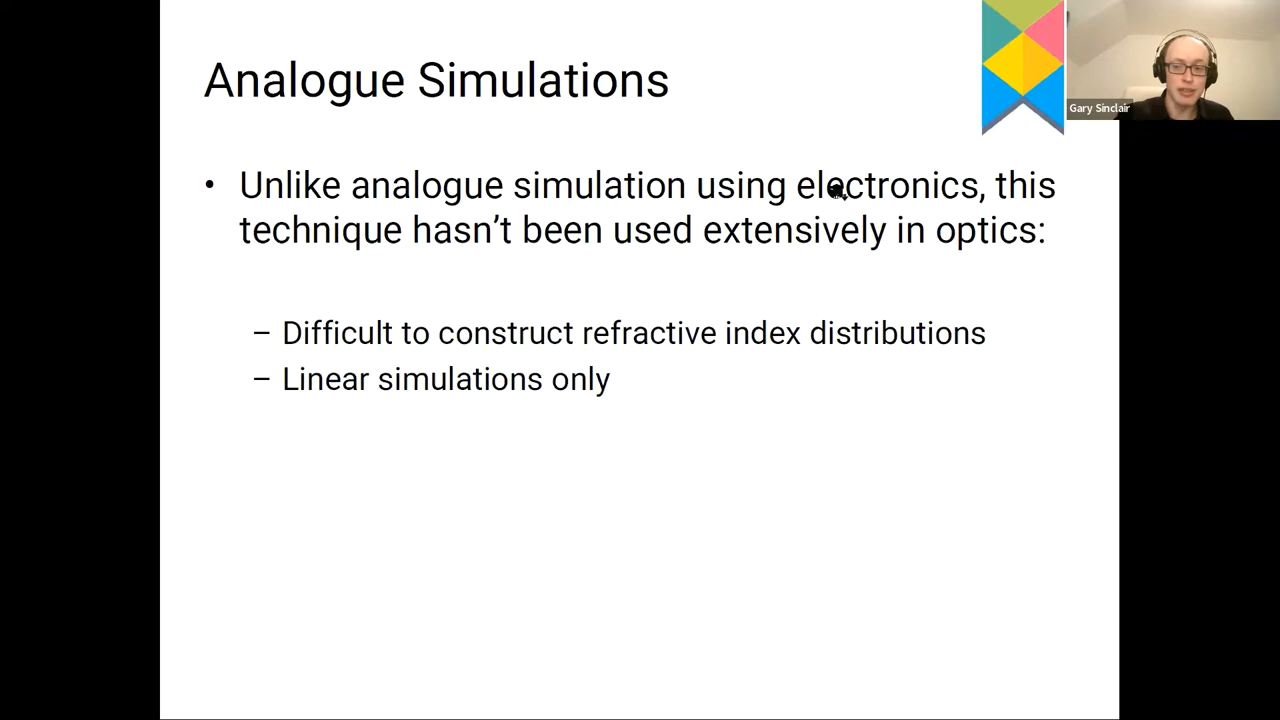 Analogue Simulations
Gary Sinclair
• Unlike analogue simulation using electronics, this
technique hasn’t been used extensively in optics:
– Difficult to construct refractive index distributions
– Linear simulations only